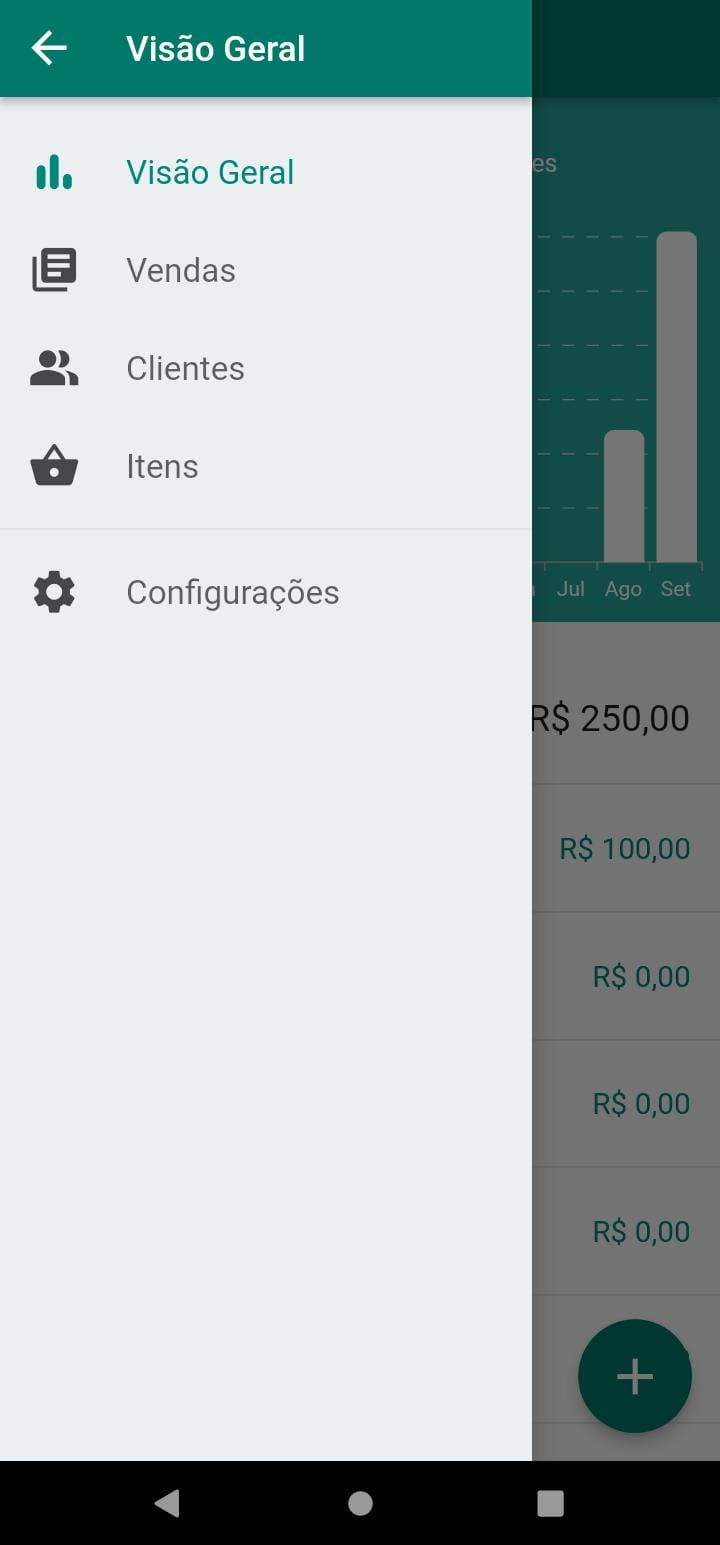 Visão Geral
Visão Geral
Vendas
Clientes
Itens
Configurações
es
Jul Ago Set
R$ 250,00
R$ 100,00
R$ 0,00
R$ 0,00
R$ 0,00